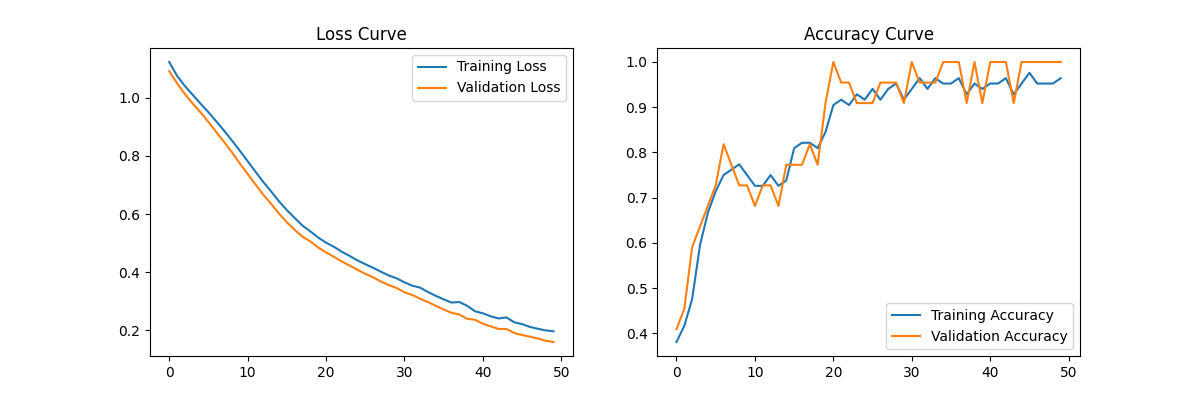 Loss Curve
Training Loss
Validation Loss
1.0
0.8
0.6
0.4
0.2
0 10 20 30 40 50
Accuracy Curve
1.0
0.9
0.8
0.7
0.6
0.5
0.4
Training Accuracy
Validation Accuracy
0 10 20 30 40 50